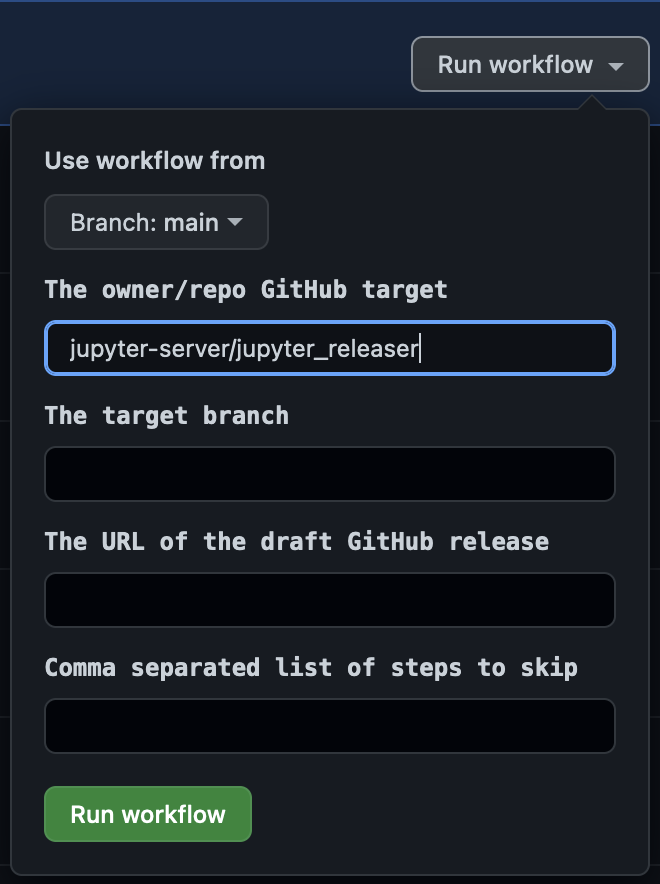 Run workflow
Use workflow from
Branch: main
The owner/repo GitHub target
jupyter-server/jupyter_releaser
The target branch
The URL of the draft GitHub release
Comma separated list of steps to skip
Run workflow